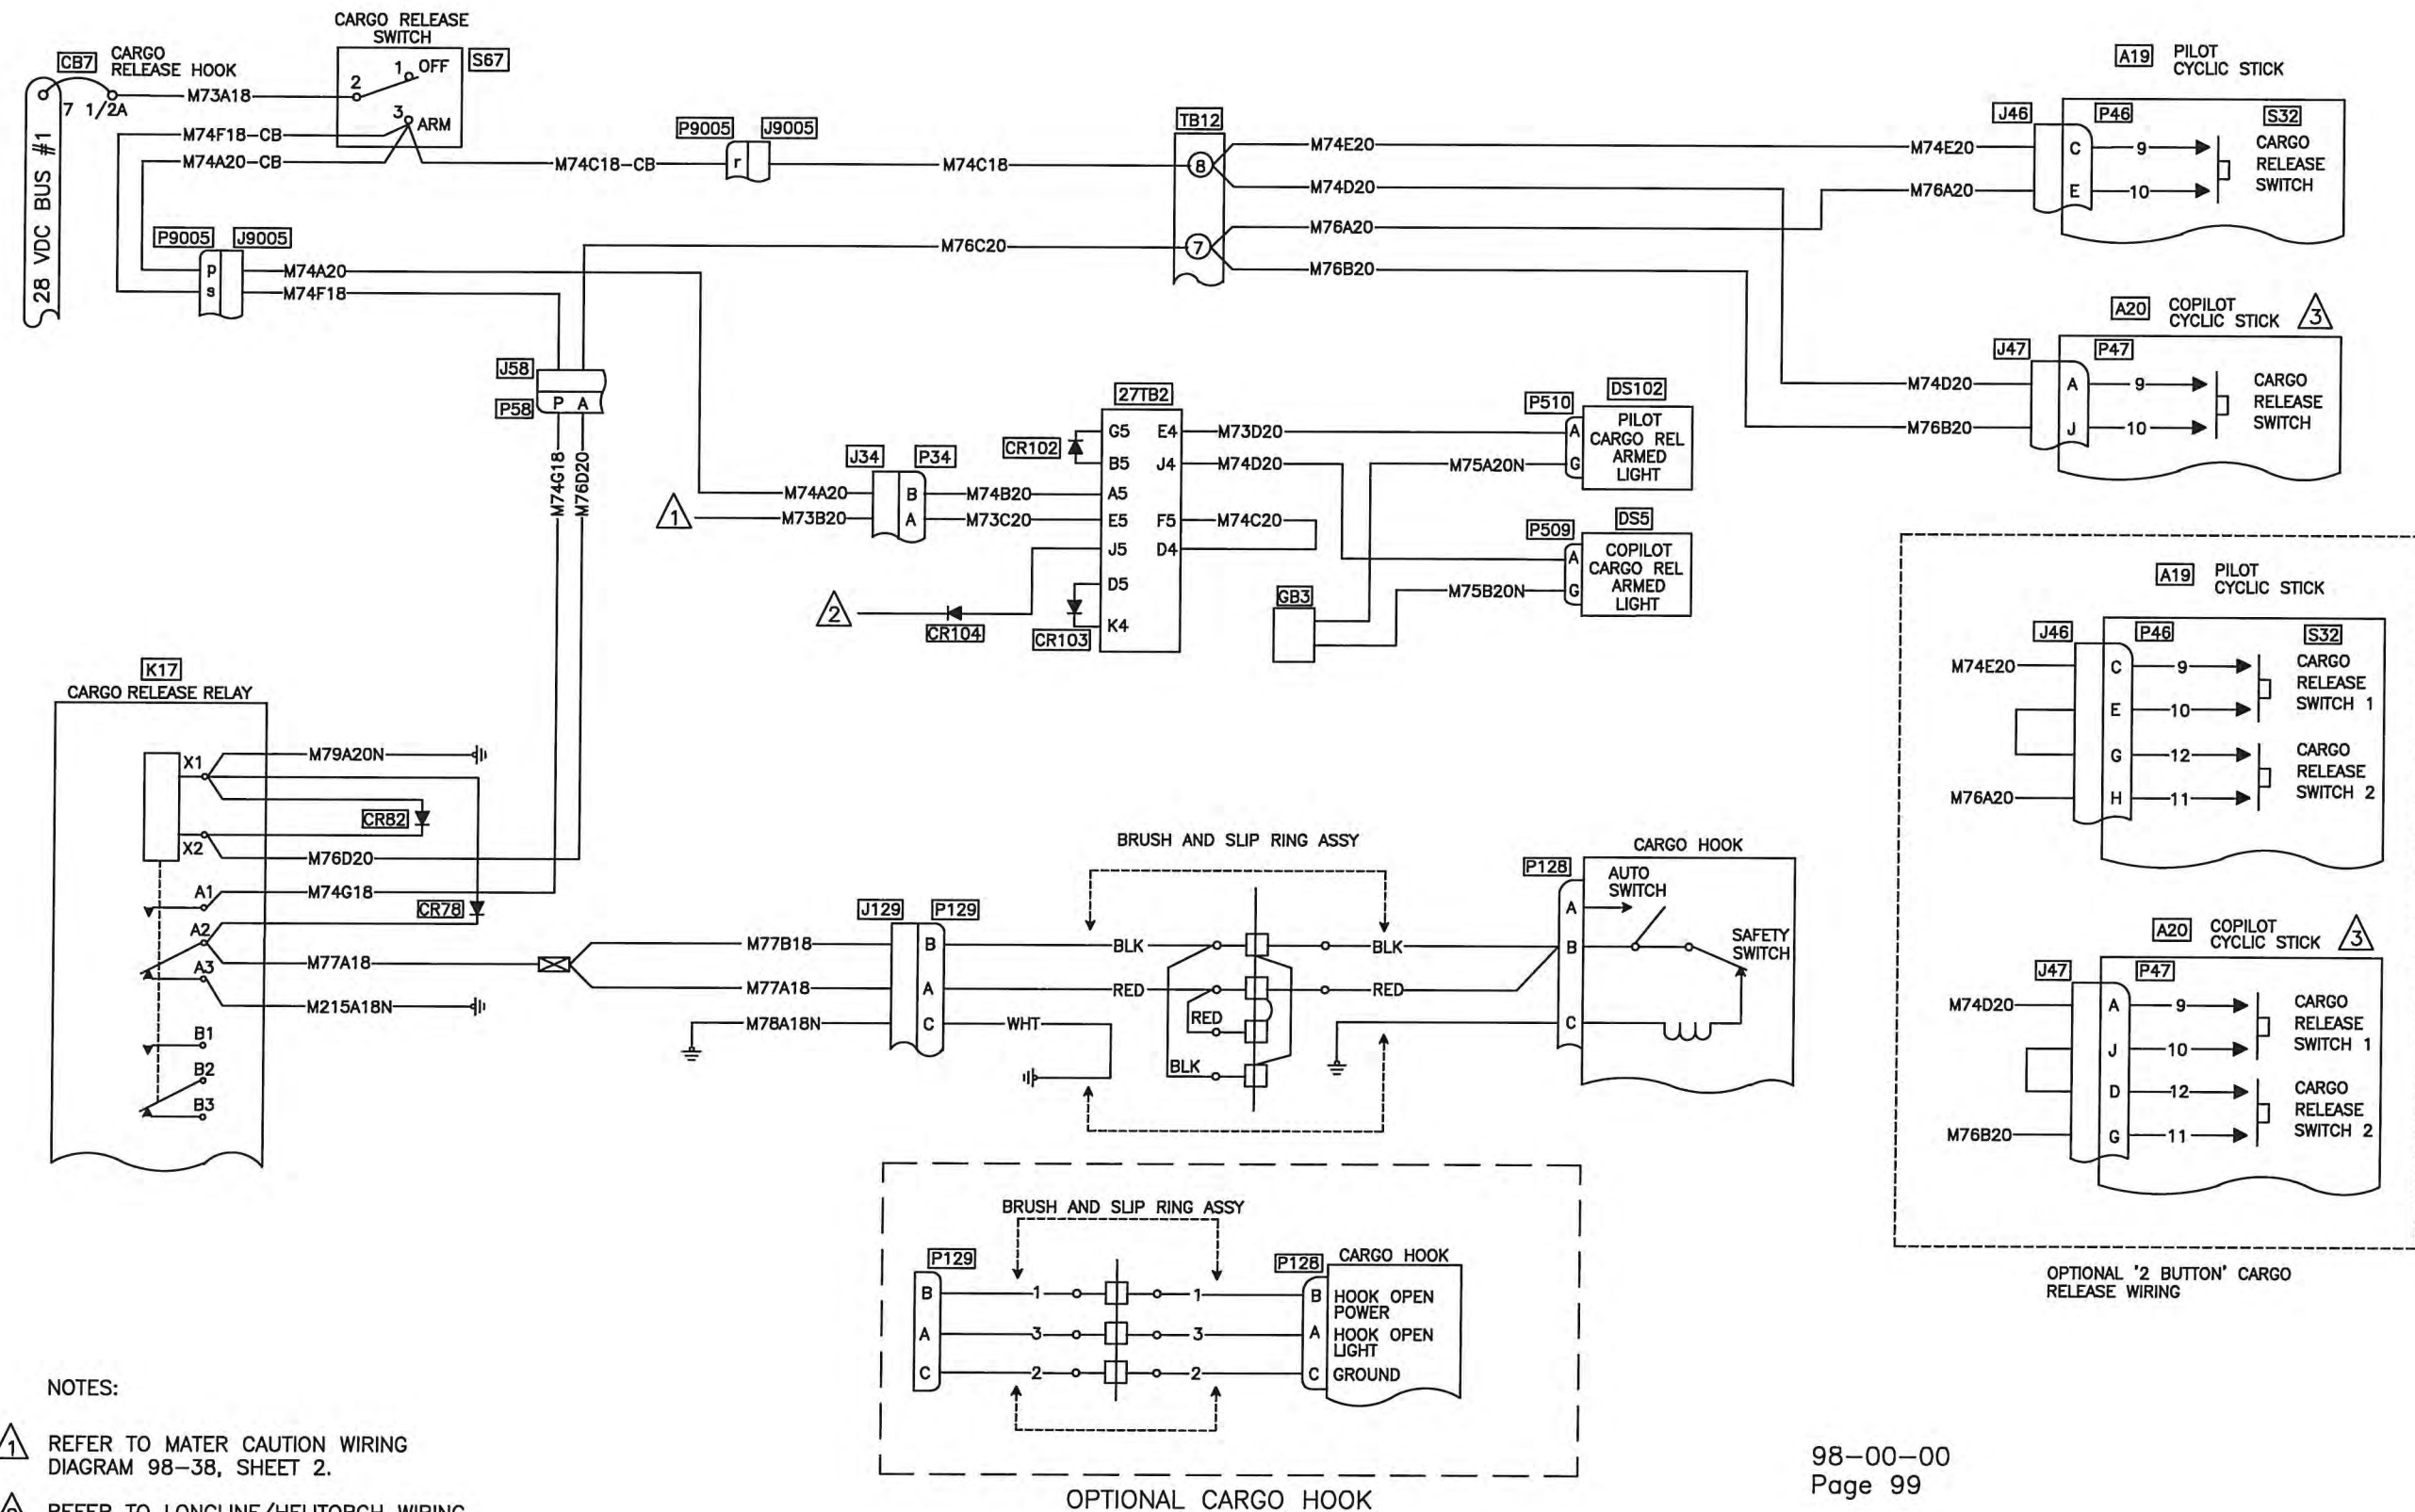 CARGO RELEASE
SWITCH
CB7
CARGO
RELEASE HOOK
S67
1
OFF
2
3
ARM
7 1/2A
28 VDC BUS #1
M73A18
M74F18-CB
M74A20-CB
M74C18-CB
P9005
J9005
r
M74C18
TB12
8
7
M74E20
M74D20
M76A20
M76B20
M76C20
M74E20
M76A20
A19
PILOT
CYCLIC STICK
J46
P46
S32
C
9
E
10
CARGO
RELEASE
SWITCH
P9005
J9005
p
s
M74A20
M74F18
J58
P58
P
A
M74G18
M76D20
A20
COPILOT
CYCLIC STICK
3
J47
P47
M74D20
M76B20
A
9
J
10
CARGO
RELEASE
SWITCH
27TB2
CR102
G5
E4
B5
J4
A5
E5
F5
J5
D4
D5
K4
J34
P34
B
A
M74A20
M73B20
M74B20
M73C20
1
2
CR104
CR103
M73D20
M74D20
M74C20
P510
DS102
A
G
PILOT
CARGO REL
ARMED
LIGHT
M75A20N
P509
DS5
A
G
COPILOT
CARGO REL
ARMED
LIGHT
M75B20N
GB3
K17
CARGO RELEASE RELAY
X1
M79A20N
CR82
X2
M76D20
A1
M74G18
CR78
A2
M77A18
A3
M215A18N
B1
B2
B3
M77B18
M77A18
M78A18N
J129
P129
B
A
C
BRUSH AND SLIP RING ASSY
BLK
BLK
RED
RED
RED
BLK
WHT
CARGO HOOK
P128
A
B
C
AUTO
SWITCH
SAFETY
SWITCH
A19
PILOT
CYCLIC STICK
J46
P46
S32
M74E20
M76A20
C
9
E
10
G
12
H
11
CARGO
RELEASE
SWITCH 1
CARGO
RELEASE
SWITCH 2
A20
COPILOT
CYCLIC STICK
3
J47
P47
M74D20
M76B20
A
9
J
10
D
12
G
11
CARGO
RELEASE
SWITCH 1
CARGO
RELEASE
SWITCH 2
OPTIONAL '2 BUTTON' CARGO
RELEASE WIRING
BRUSH AND SLIP RING ASSY
P129
B
A
C
1
1
3
3
2
2
P128
CARGO HOOK
B
HOOK OPEN
POWER
A
HOOK OPEN
LIGHT
C
GROUND
OPTIONAL CARGO HOOK
NOTES:
1
REFER TO MATER CAUTION WIRING
DIAGRAM 98-38, SHEET 2.
REFER TO LONGLINE/HELITORCH WIRING
98-00-00
Page 99